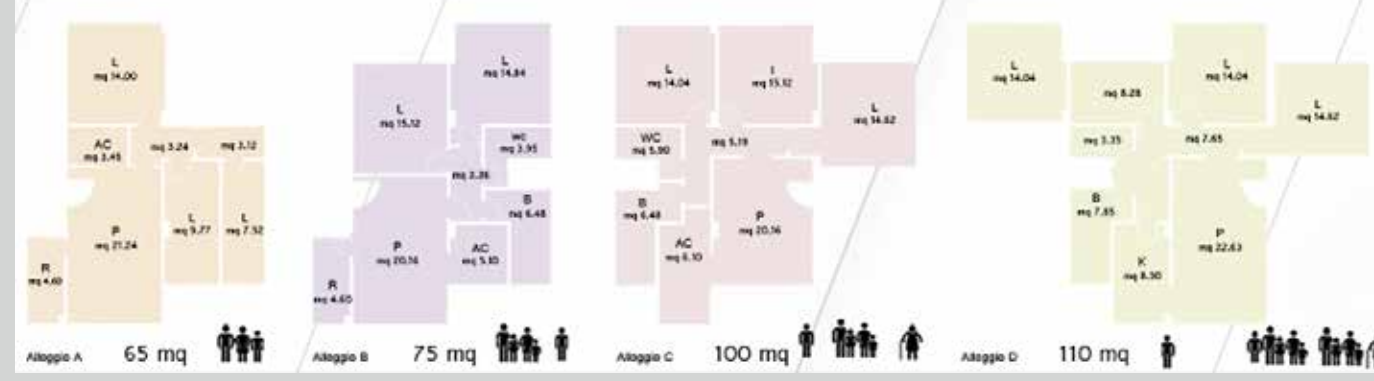 L
mq 14.00
AC
mq 3.45
mq 3.24
mq 3.12
P
mq 21.24
L
mq 9.77
L
mq 7.52
R
mq 4.60
Alloggio A
65 mq
L
mq 14.84
L
mq 15.12
wc
mq 3.95
mq 2.26
B
mq 6.48
P
mq 20.16
AC
mq 5.10
R
mq 4.60
Alloggio B
75 mq
L
mq 14.04
mq 15.12
L
mq 14.62
WC
mq 5.90
mq 5.19
B
mq 6.48
P
mq 20.16
AC
mq 6.10
Alloggio C
100 mq
L
mq 14.04
mq 8.28
L
mq 14.04
L
mq 14.62
mq 3.35
mq 7.65
B
mq 7.85
P
mq 22.63
K
mq 8.30
Alloggio D
110 mq